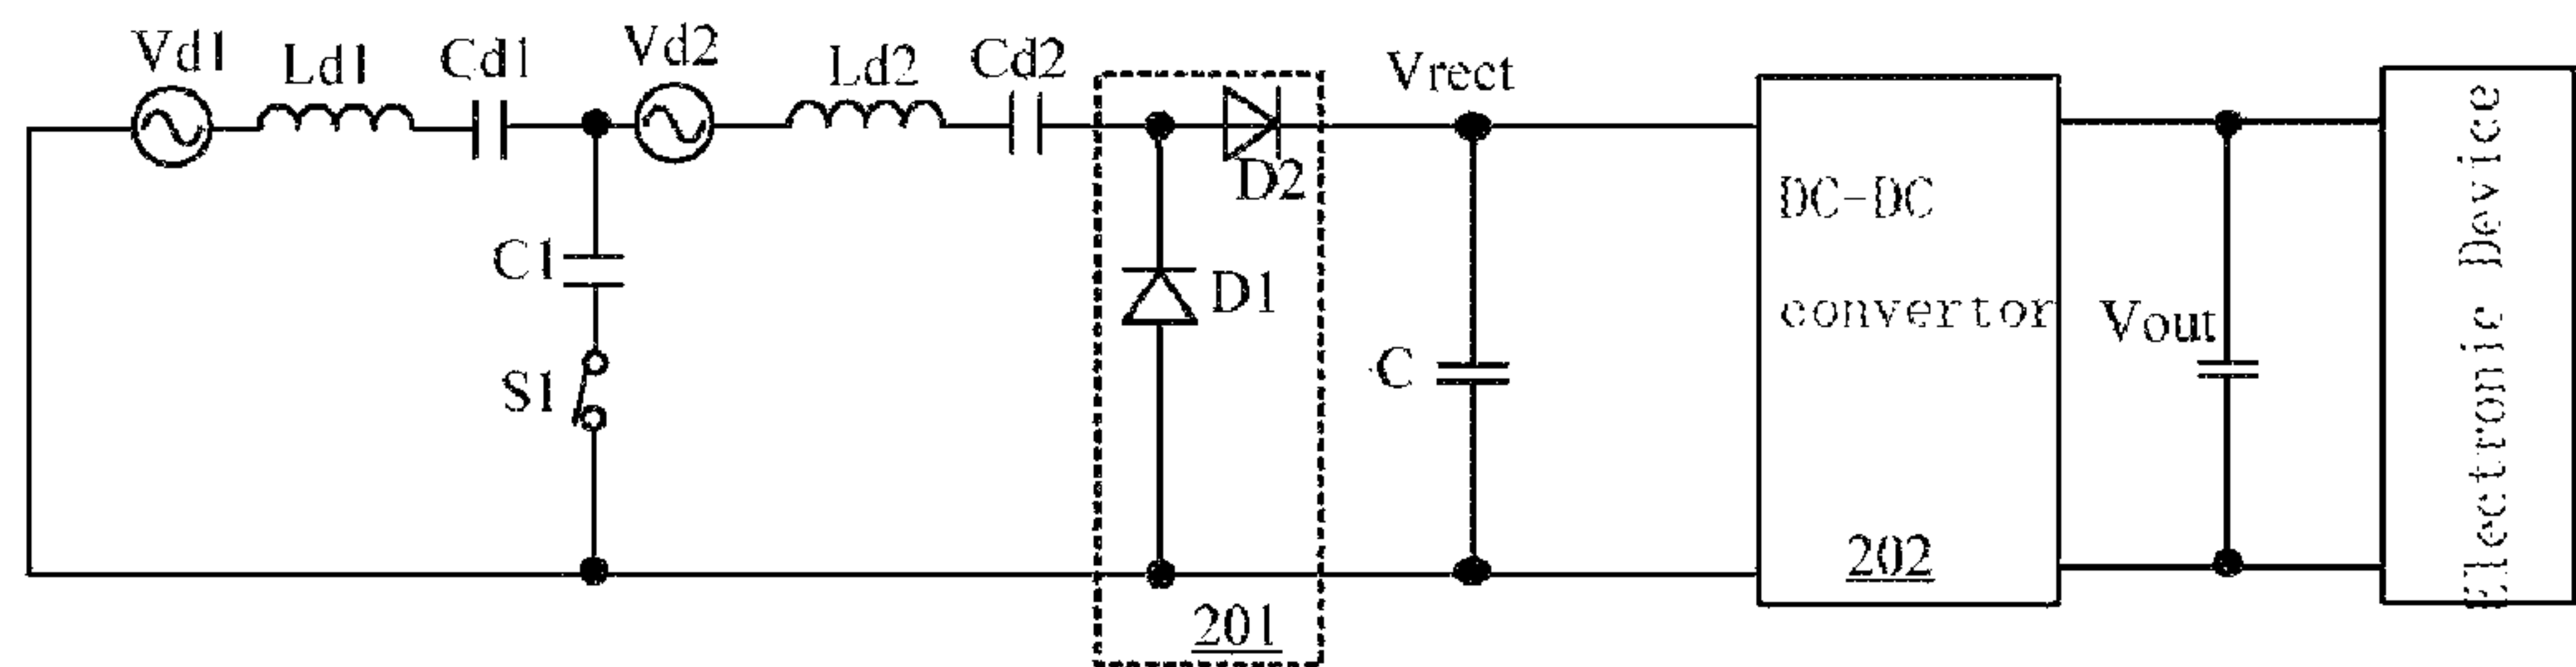 Vd1
Ld1
Cd1
Vd2
Ld2
Cd2
Vrect
D2
C1
D1
S1
C
DC-DC
convertor
Vout
Electronic Device
202
201